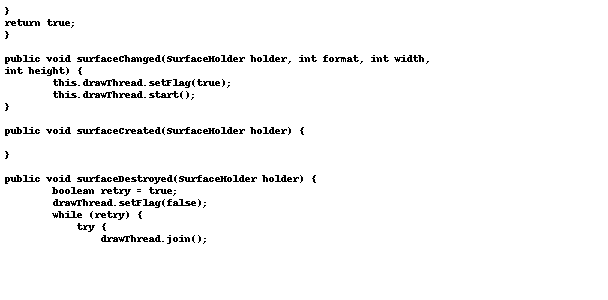 }
return true;
}
public void surfaceChanged(SurfaceHolder holder, int format, int width,
int height) {
this.drawThread.setFlag(true);
this.drawThread.start();
}
public void surfaceCreated(SurfaceHolder holder) {
}
public void surfaceDestroyed(SurfaceHolder holder) {
boolean retry = true;
drawThread.setFlag(false);
while (retry) {
try {
drawThread.join();